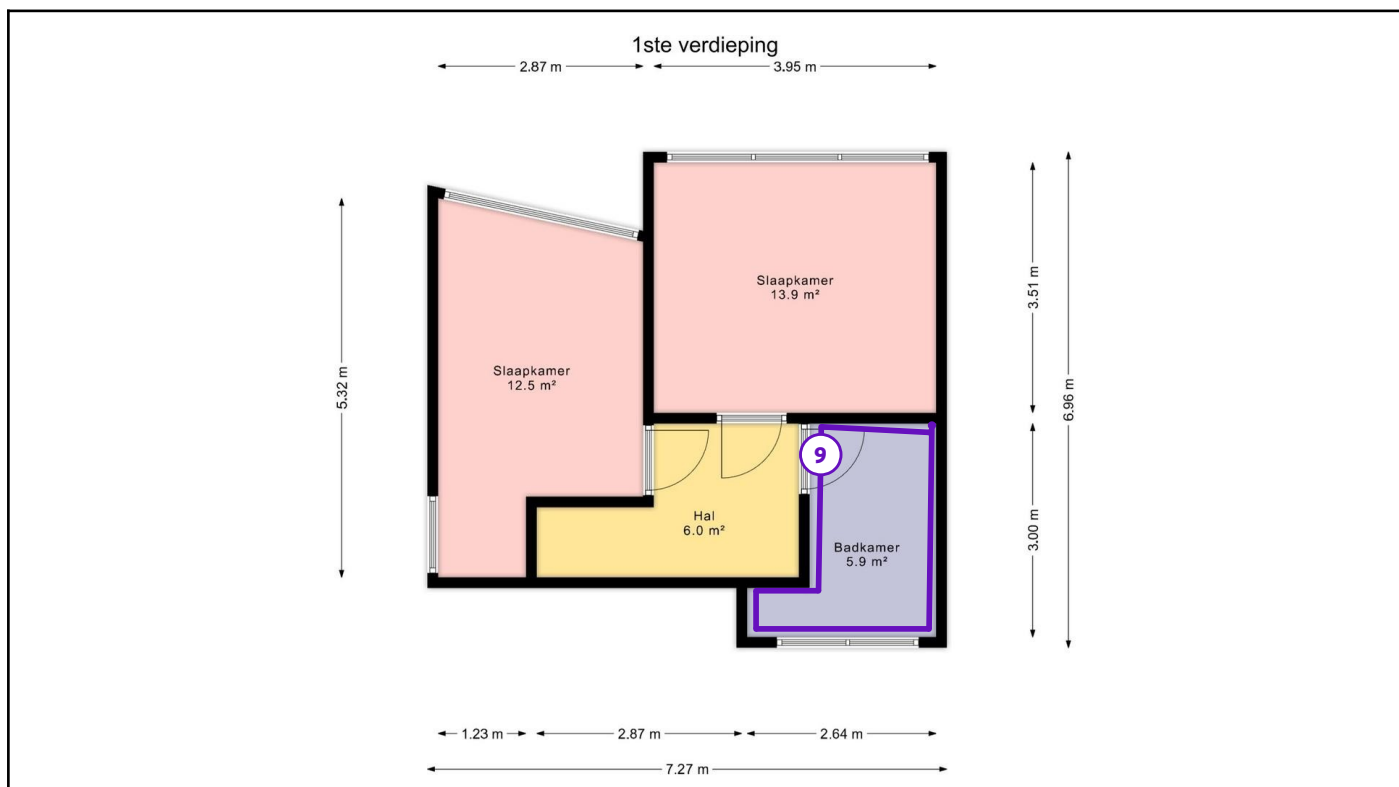 1ste verdieping
2.87 m
3.95 m
Slaapkamer
13.9 m²
3.51 m
Slaapkamer
12.5 m²
5.32 m
6.96 m
9
Hal
6.0 m²
Badkamer
5.9 m²
3.00 m
1.23 m
2.87 m
2.64 m
7.27 m